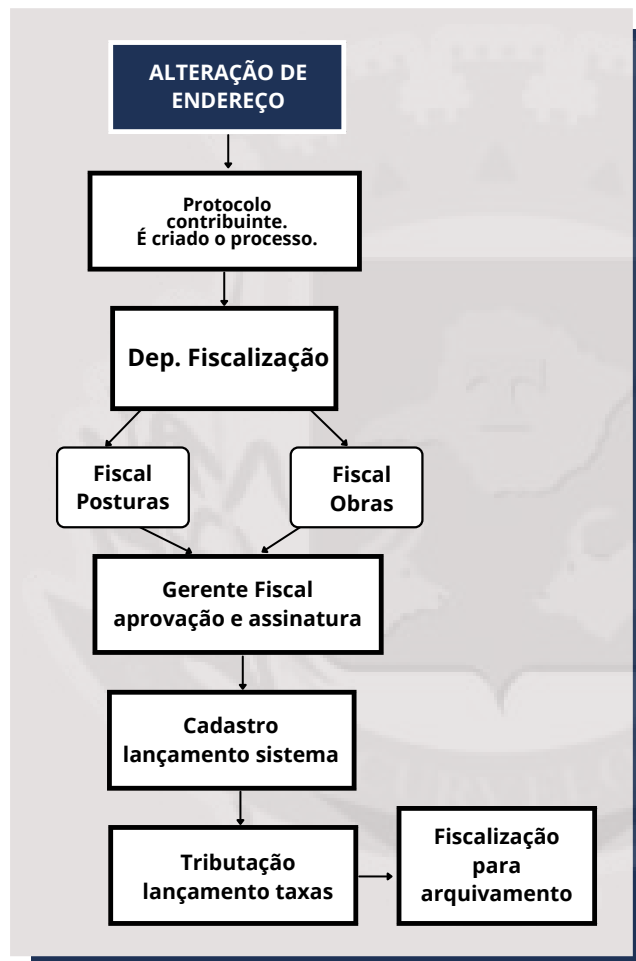 ALTERAÇÃO DE
ENDEREÇO
Protocolo
contribuinte.
É criado o processo.
Dep. Fiscalização
Fiscal
Posturas
Fiscal
Obras
Gerente Fiscal
aprovação e assinatura
Cadastro
lançamento sistema
Tributação
lançamento taxas
Fiscalização
para
arquivamento